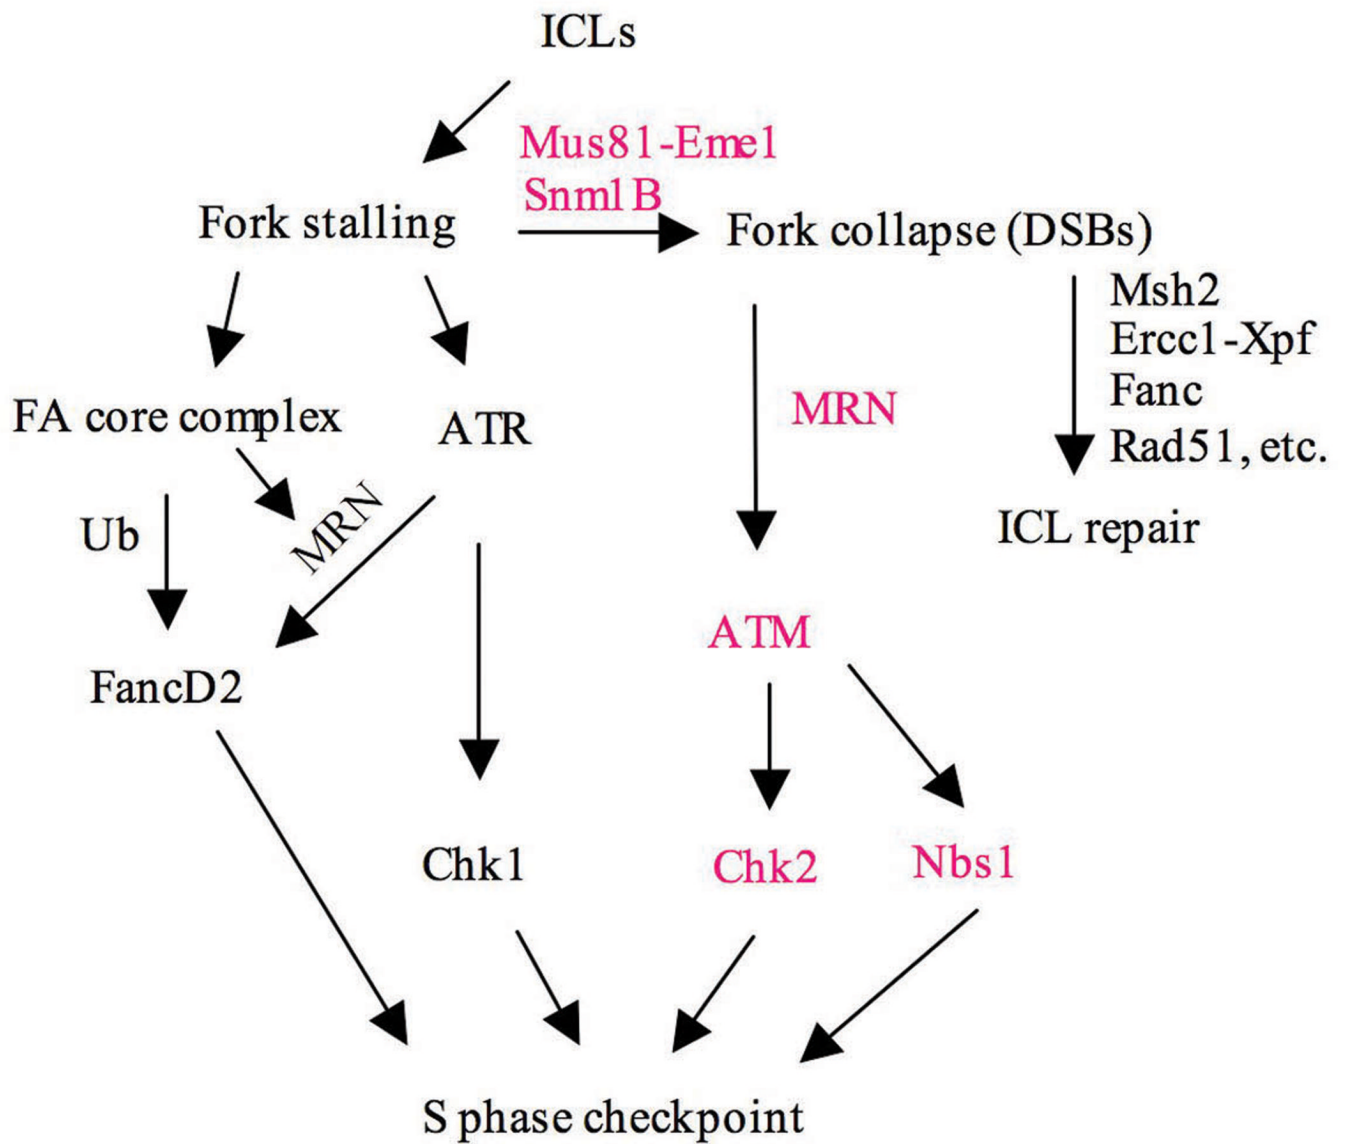 ICLs
Mus81-Eme1
Snm1B
Fork stalling
Fork collapse (DSBs)
Msh2
Ercc1-Xpf
Fanc
Rad51, etc.
FA core complex
ATR
MRN
Ub
MRN
ICL repair
ATM
FancD2
Chk1
Chk2
Nbs1
S phase checkpoint